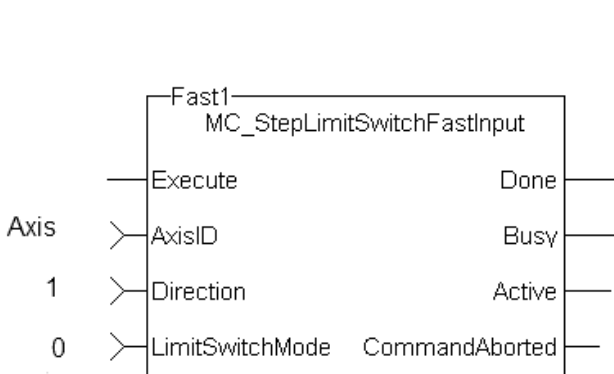 Fast1
MC_StepLimitSwitchFastInput
Execute Done
Axis AxisID Busy
1 Direction Active
0 LimitSwitchMode CommandAborted